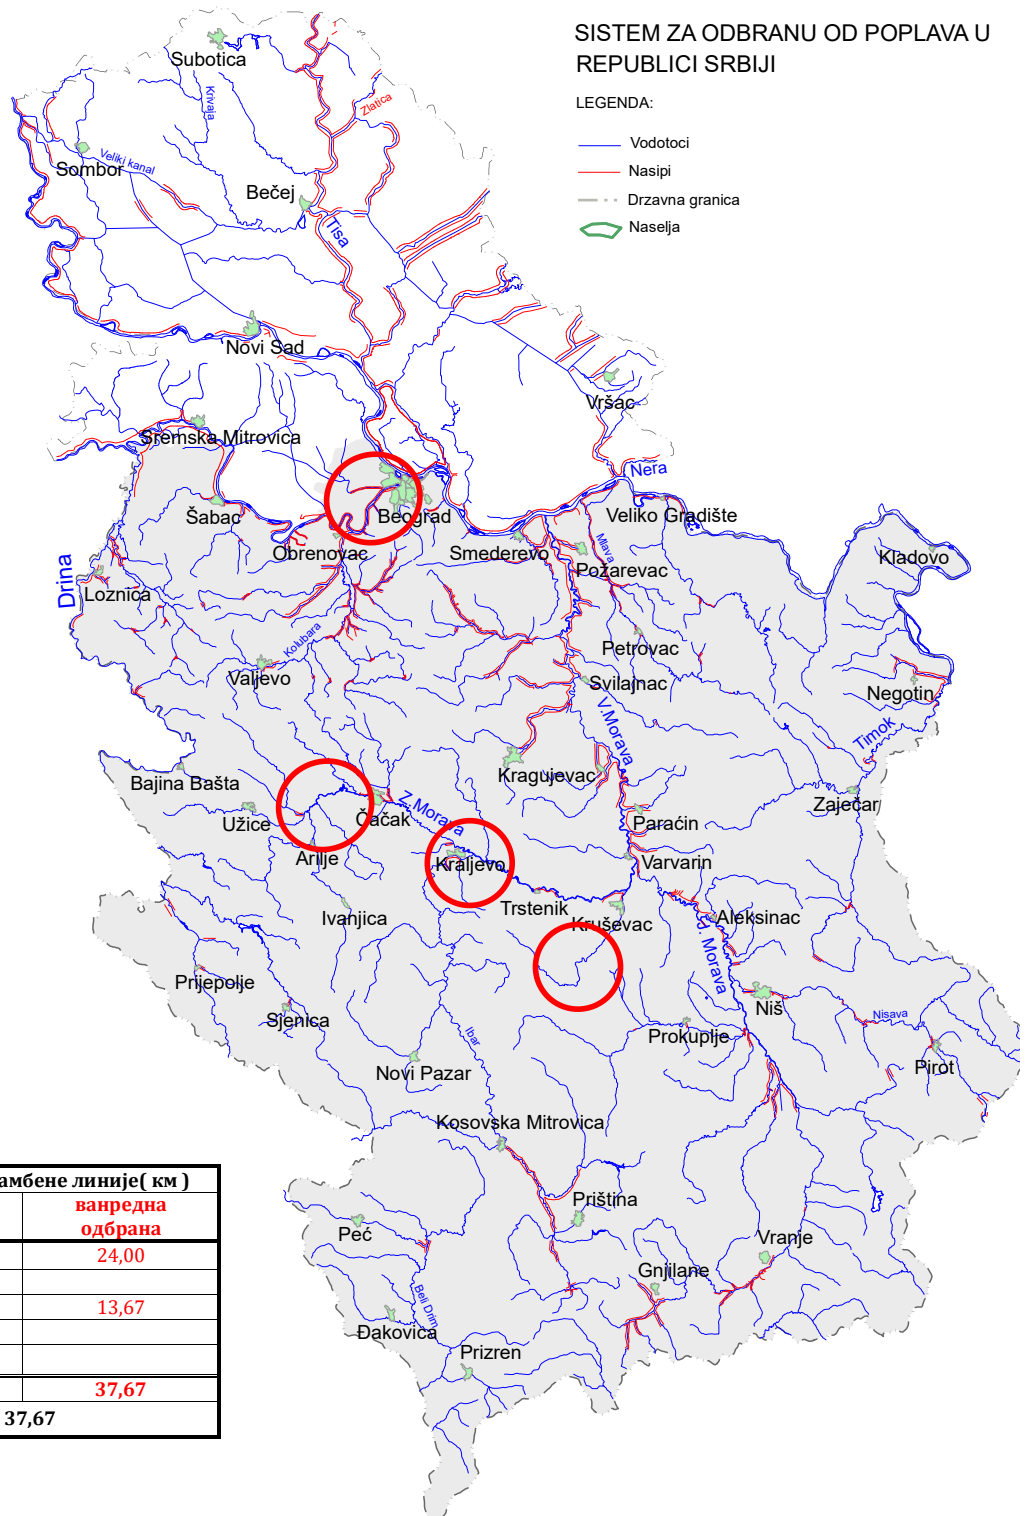 SISTEM ZA ODBRANU OD POPLAVA U
REPUBLICI SRBIJI
LEGENDA:
Vodotoci
Nasipi
Drzavna granica
Naselja
Subotica
Krivaja
Zlatica
Sombor
Veliki kanal
Bečej
Tisa
Novi Sad
Vršac
Sremska Mitrovica
Nera
Šabac
Beograd
Veliko Gradište
Obrenovac
Smederevo
Mlava
Kladovo
Požarevac
Drina
Loznica
Kolubara
Petrovac
Valjevo
Svilajnac
Negotin
V.Morava
Timok
Kragujevac
Bajina Bašta
Zaječar
Užice
Čačak
Z.Morava
Paraćin
Arilje
Kraljevo
Varvarin
Trstenik
Ivanjica
Kruševac
Aleksinac
J. Morava
Prijepolje
Niš
Sjenica
Nisava
Ibar
Prokuplje
Novi Pazar
Pirot
Kosovska Mitrovica
Priština
Peć
Vranje
Gnjilane
Beli Drim
Đakovica
Prizren
амбене линије( км )
ванредна
одбрана
24,00
13,67
37,67
37,67